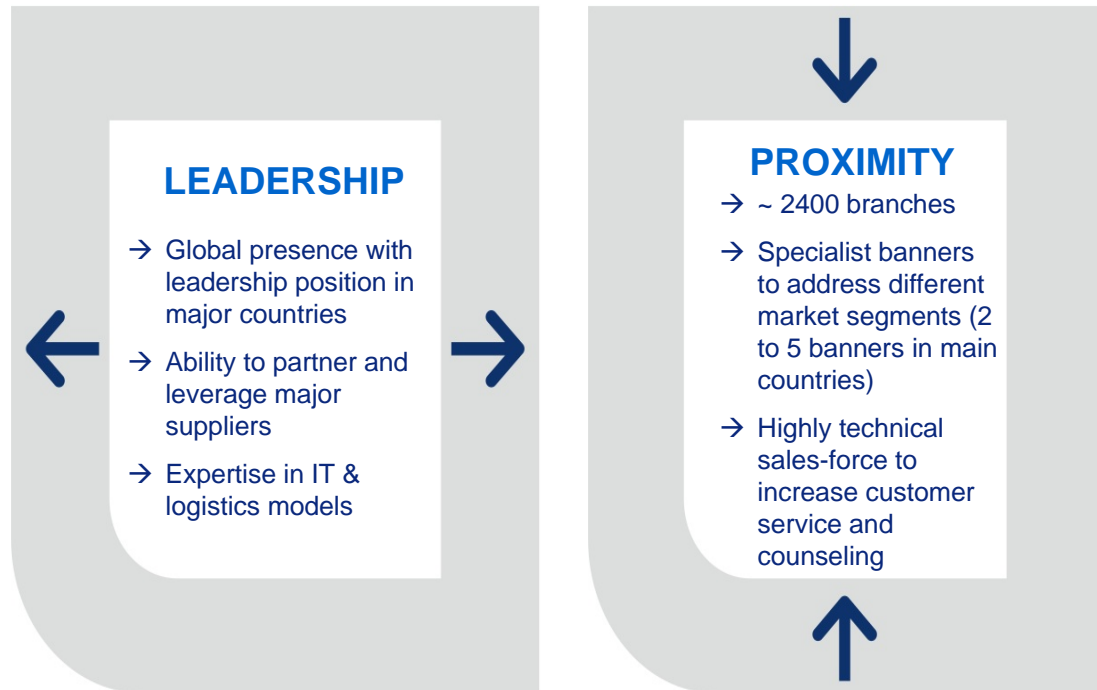 LEADERSHIP
→ Global presence with
leadership position in
major countries
→ Ability to partner and
leverage major
suppliers
→ Expertise in IT &
logistics models
PROXIMITY
→ ~ 2400 branches
→ Specialist banners
to address different
market segments (2
to 5 banners in main
countries)
→ Highly technical
sales-force to
increase customer
service and
counseling